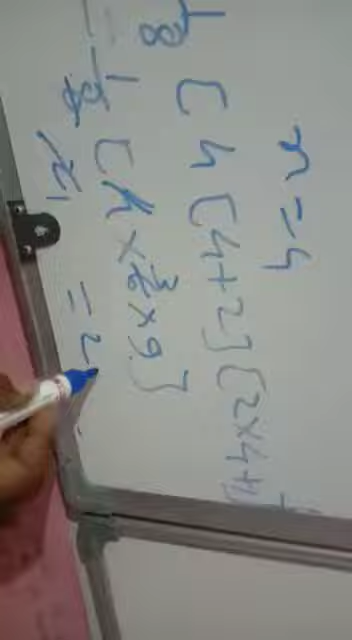 n = 4
1/8 [4[4+2][2×4+1
= 1/8 [4×6×9]
= 2